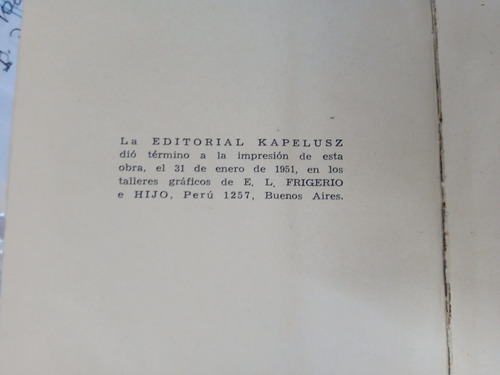 La EDITORIAL KAPELUSZ
dió término a la impresión de esta
obra, el 31 de enero de 1951, en los
talleres gráficos de E. L. FRIGERIO
e HIJO, Perú 1257, Buenos Aires.